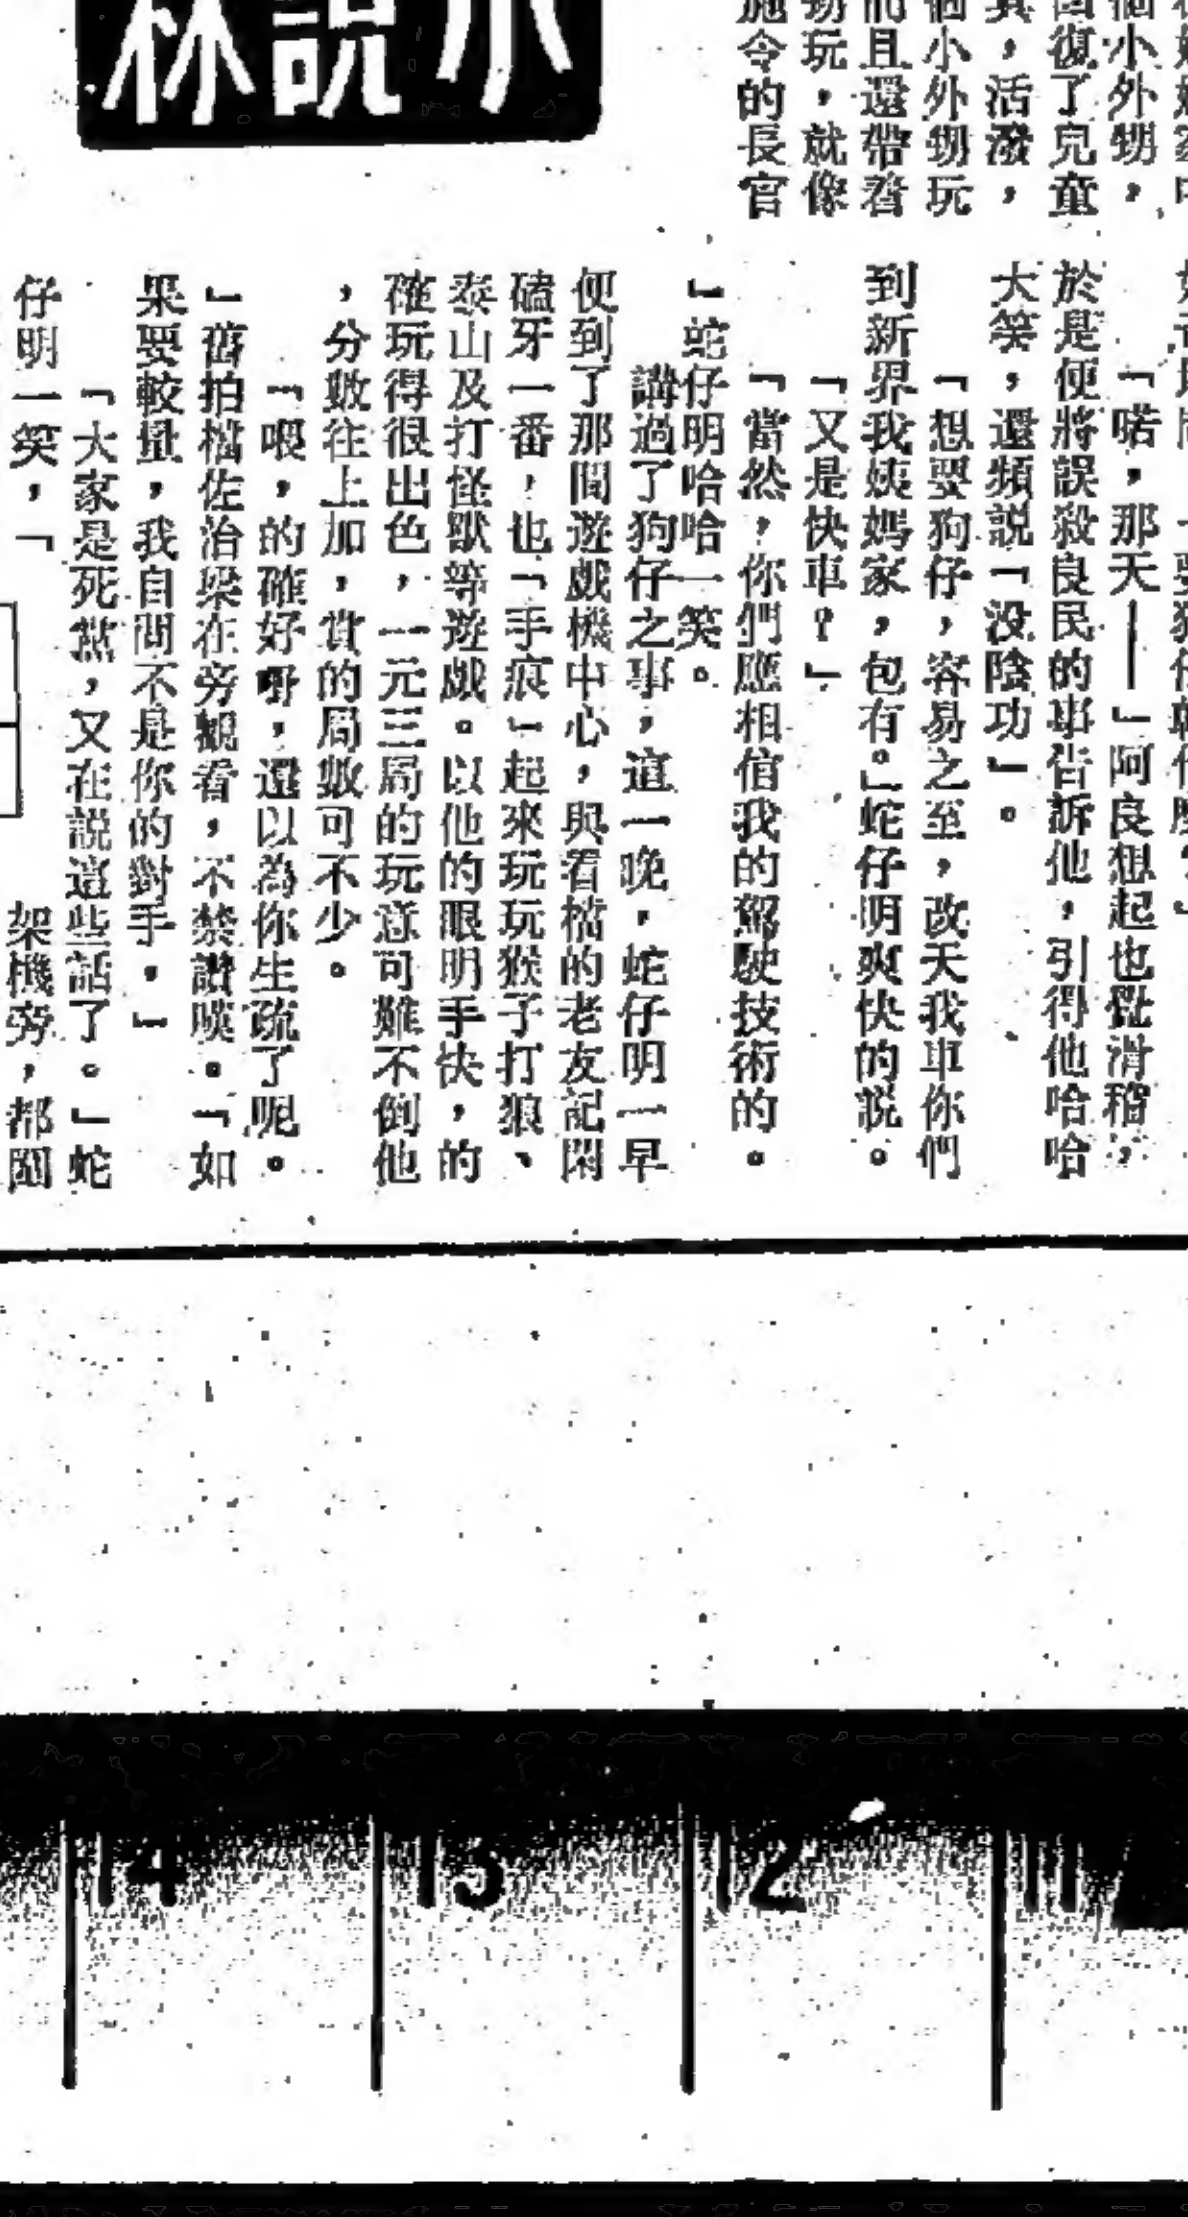 小說林
個小外甥,
回復了兒童
真,活潑,
個小外甥玩
而且還帶着
勁玩,就像
施令的長官
「喏,那天——」阿良想起也覺滑稽,
於是便將誤殺良民的事告訴他,引得他哈哈
大笑,還頻說「没陰功」。
「想要狗仔,容易之至,改天我車你們
到新界我姨媽家,包有。」蛇仔明爽快的說。
「又是快車?」
「當然,你們應相信我的駕駛技術的。
」蛇仔明哈哈一笑。
講過了狗仔之事,這一晚,蛇仔明一早
便到了那間遊戲機中心,與看檔的老友記閑
磕牙一番,也「手痕」起來玩玩猴子打狼、
泰山及打怪獸等遊戲。以他的眼明手快,的
確玩得很出色,一元三局的玩意可難不倒他
,分數往上加,賞的局數可不少。
「喂,的確好嘢,還以為你生疏了呢。
」舊拍檔佐治梁在旁觀看,不禁讚嘆。「如
果要較量,我自問不是你的對手。」
「大家是死黨,又在説這些話了。」蛇
仔明一笑,「
架機旁,都圍
14
13
12
11